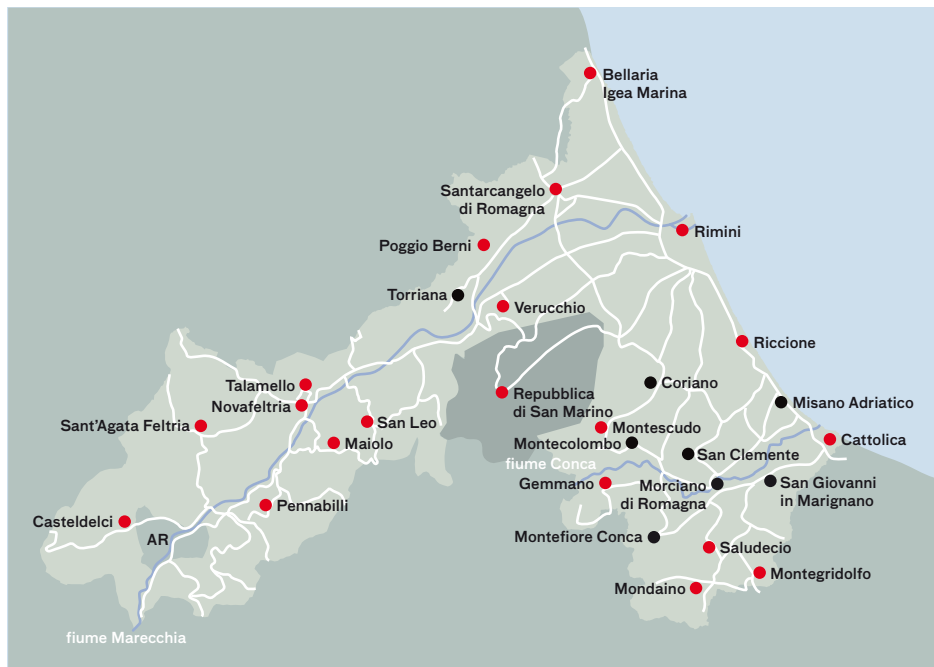 Bellaria
Igea Marina
Santarcangelo
di Romagna
Rimini
Poggio Berni
Torriana
Verucchio
Riccione
Talamello
Novafeltria
Repubblica
di San Marino
Coriano
Misano Adriatico
Sant'Agata Feltria
San Leo
Maiolo
Montescudo
Montecolombo
Cattolica
San Clemente
fiume Conca
Gemmano
Morciano
di Romagna
San Giovanni
in Marignano
Pennabilli
Casteldelci
AR
Montefiore Conca
Saludecio
Montegridolfo
Mondaino
fiume Marecchia